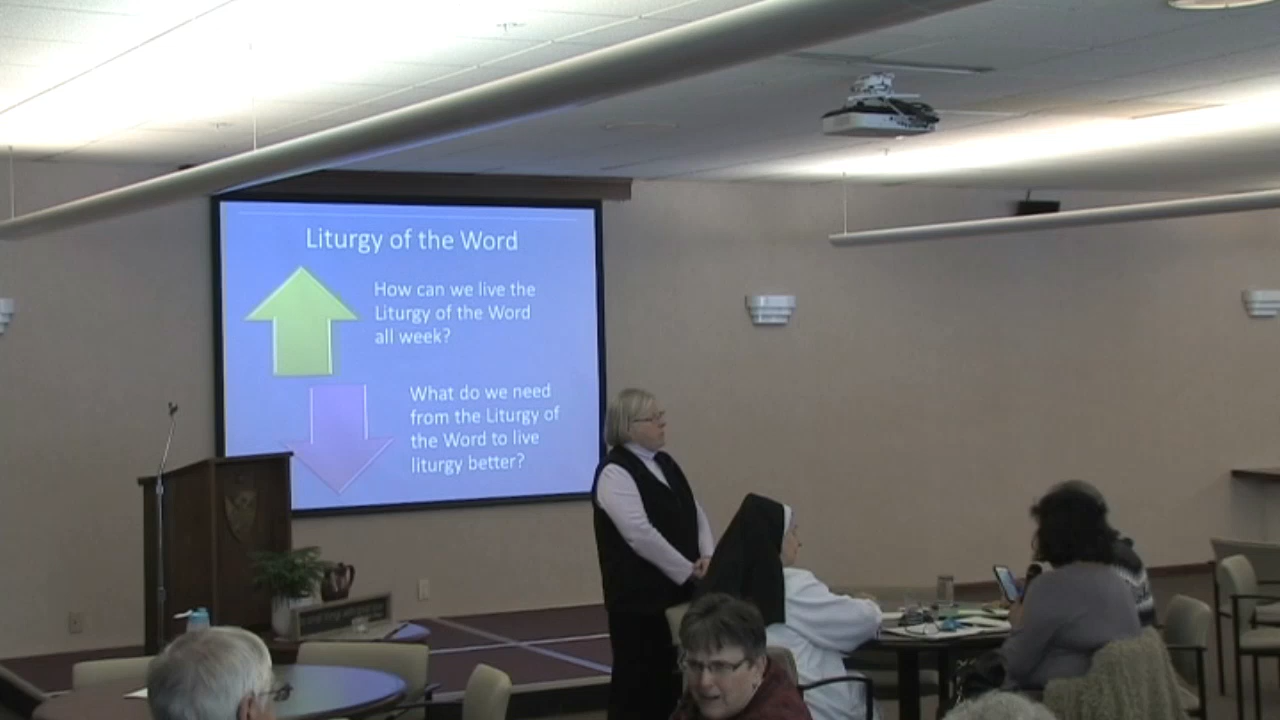 Liturgy of the Word
How can we live the
Liturgy of the Word
all week?
What do we need
from the Liturgy of
the Word to live
liturgy better?